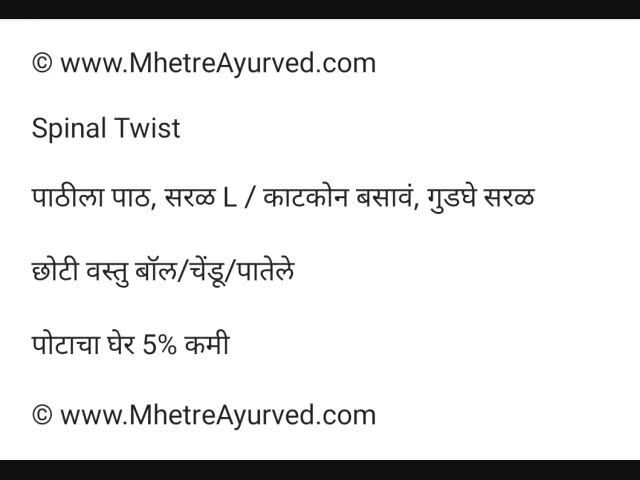 © www.MhetreAyurved.com
Spinal Twist
पाठीला पाठ, सरळ L / काटकोन बसावं, गुडघे सरळ
छोटी वस्तु बॉल/चेंडू/पातेले
पोटाचा घेर 5% कमी
© www.MhetreAyurved.com